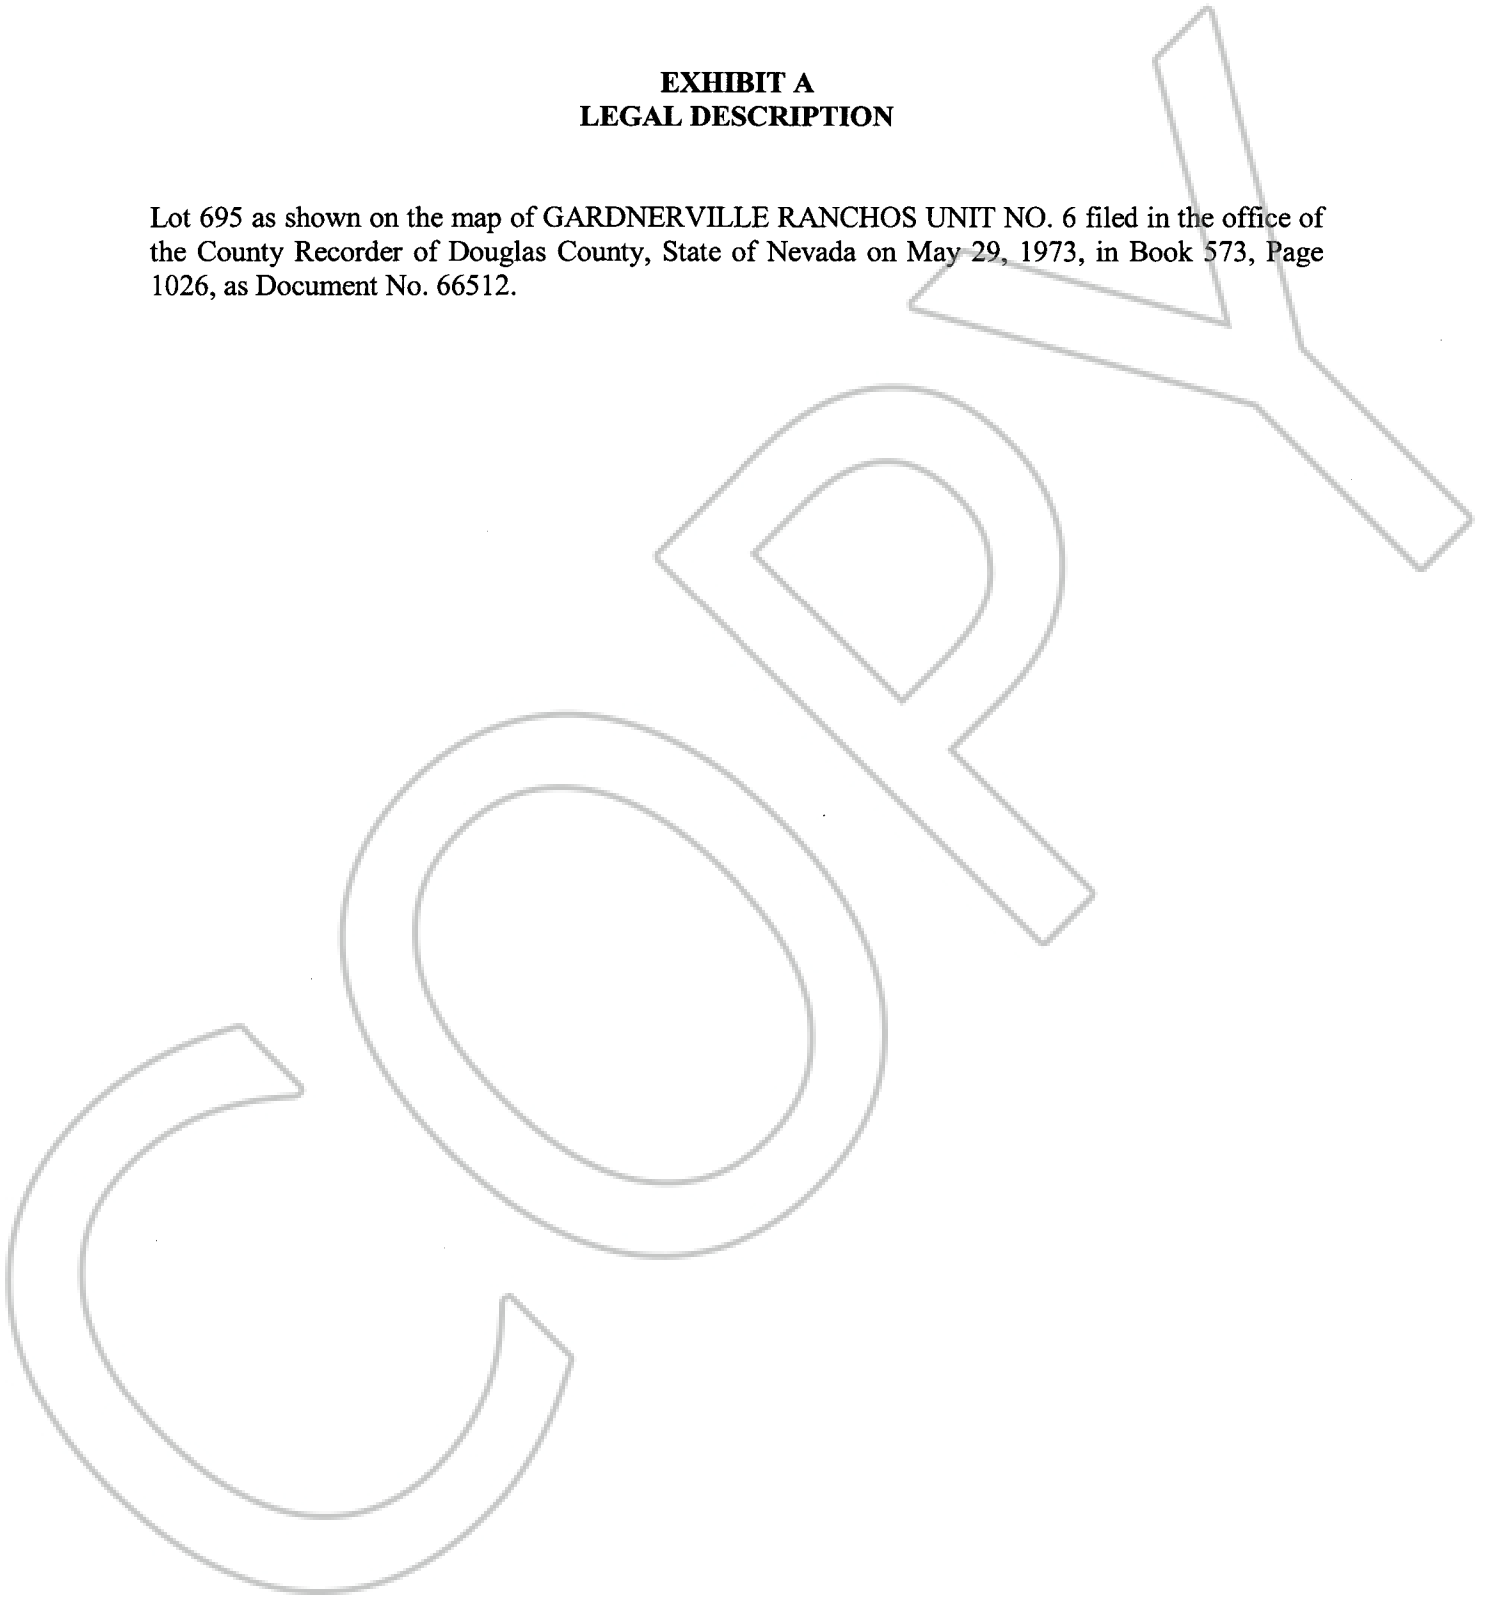 EXHIBIT A
LEGAL DESCRIPTION
Lot 695 as shown on the map of GARDNERVILLE RANCHOS UNIT NO. 6 filed in the office of
the County Recorder of Douglas County, State of Nevada on May 29, 1973, in Book 573, Page
1026, as Document No. 66512.
COPY